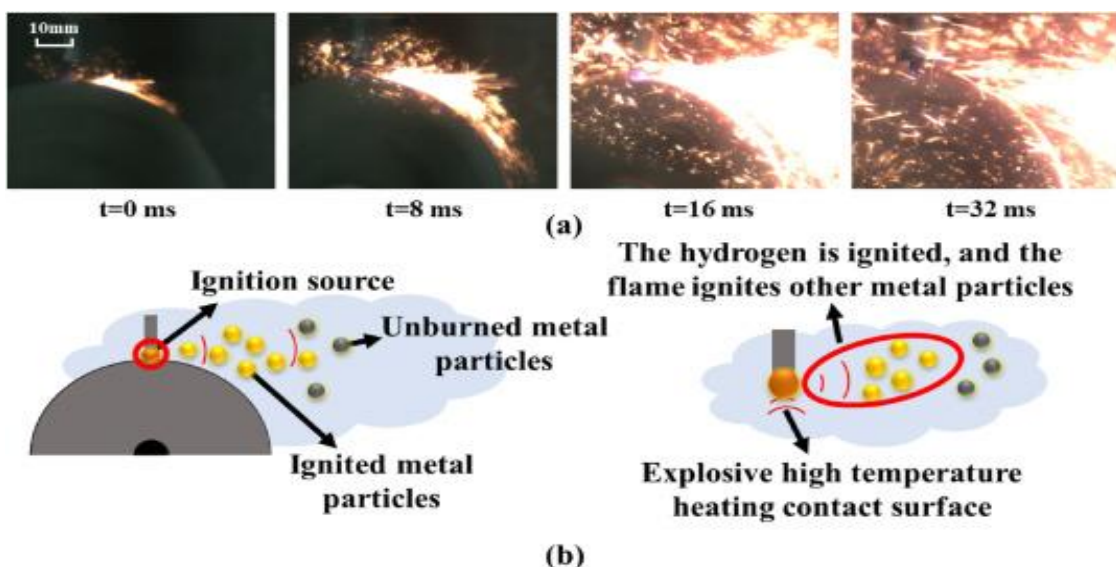 10mm
t=0 ms
t=8 ms
t=16 ms
t=32 ms
(a)
Ignition source
Unburned metal
particles
Ignited metal
particles
The hydrogen is ignited, and the
flame ignites other metal particles
Explosive high temperature
heating contact surface
(b)